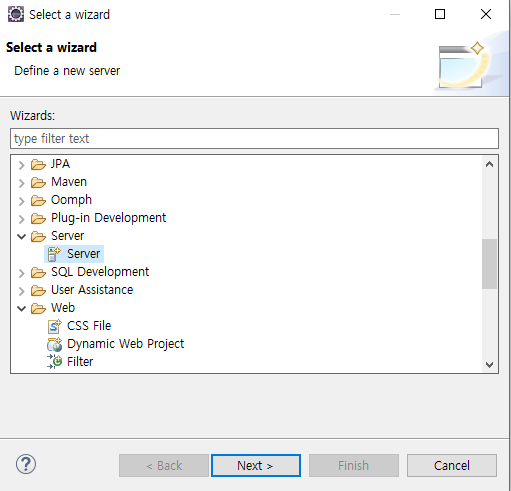 Select a wizard
Select a wizard
Define a new server
Wizards:
type filter text
JPA
Maven
Oomph
Plug-in Development
Server
Server
SQL Development
User Assistance
Web
CSS File
Dynamic Web Project
Filter
?
< Back Next > Finish Cancel